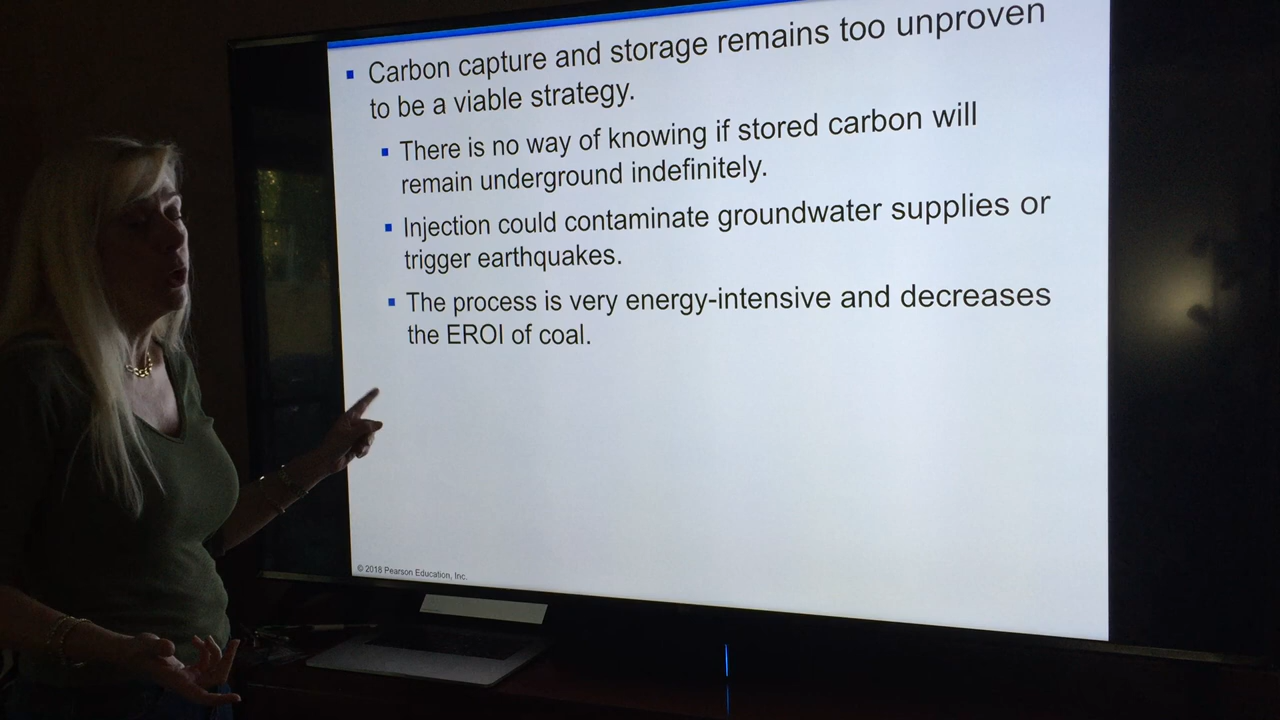 ▪ Carbon capture and storage remains too unproven
to be a viable strategy.
▪ There is no way of knowing if stored carbon will
remain underground indefinitely.
▪ Injection could contaminate groundwater supplies or
trigger earthquakes.
▪ The process is very energy-intensive and decreases
the EROI of coal.
© 2018 Pearson Education, Inc.